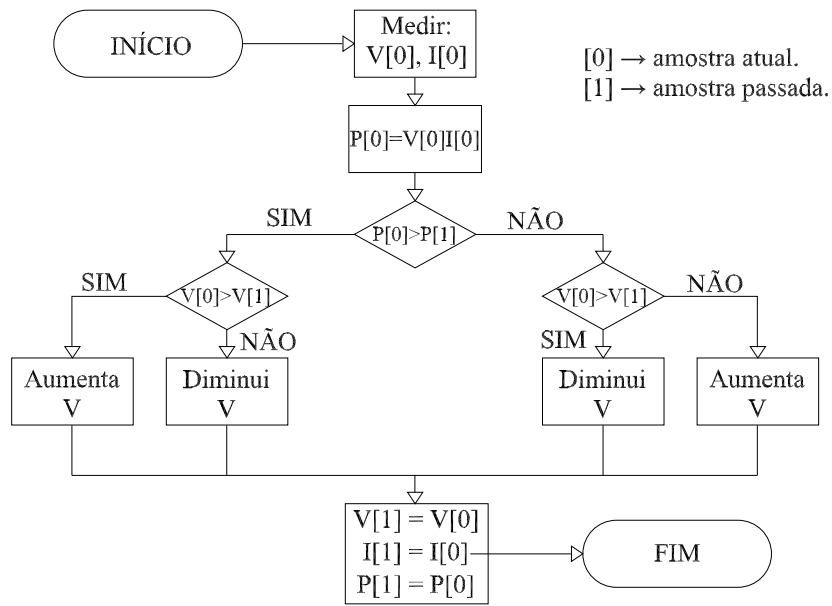 INÍCIO
Medir:
V[0], I[0]
[0] → amostra atual.
[1] → amostra passada.
P[0]=V[0]I[0]
P[0]>P[1]
SIM
NÃO
V[0]>V[1]
SIM
NÃO
V[0]>V[1]
SIM
NÃO
Aumenta
V
Diminui
V
Diminui
V
Aumenta
V
V[1] = V[0]
I[1] = I[0]
P[1] = P[0]
FIM